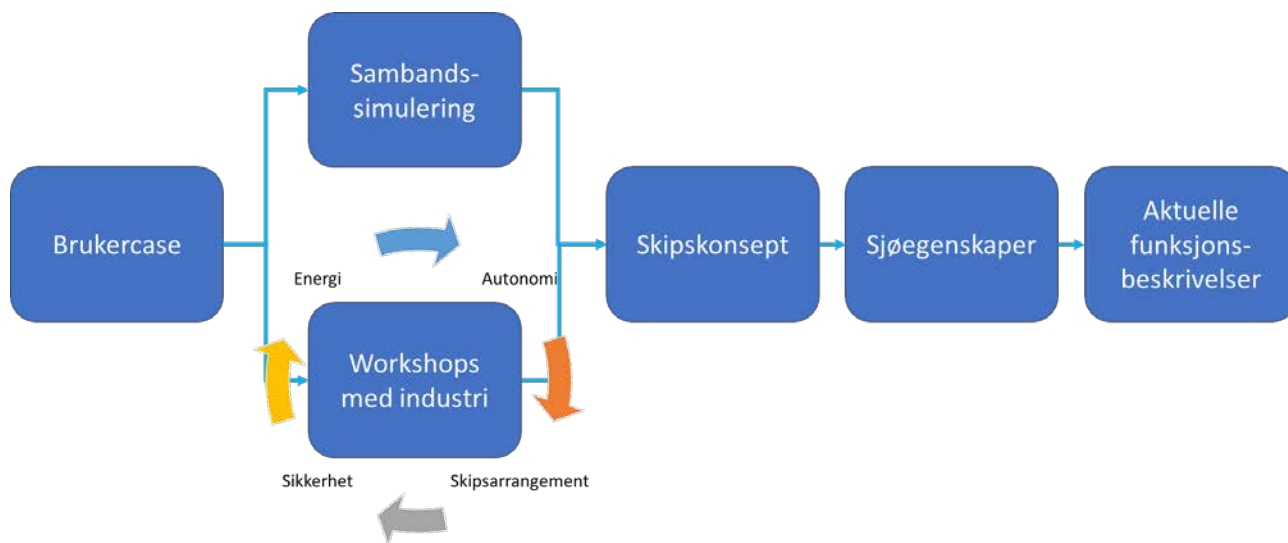 Sambands-
simulering
Brukercase
Skipskonsept
Sjøegenskaper
Aktuelle
funksjons-
beskrivelser
Energi
Autonomi
Workshops
med industri
Sikkerhet
Skipsarrangement